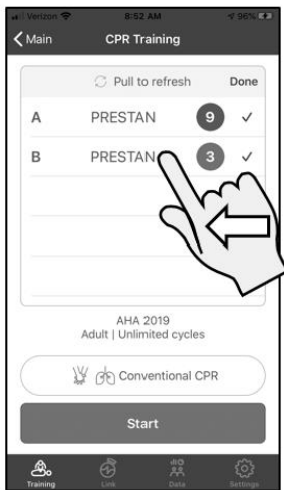 Verizon 8:52 AM 96%
Main CPR Training
Pull to refresh Done
A PRESTAN 9
B PRESTAN 3
AHA 2019
Adult | Unlimited cycles
Conventional CPR
Start
Training Link Data Settings